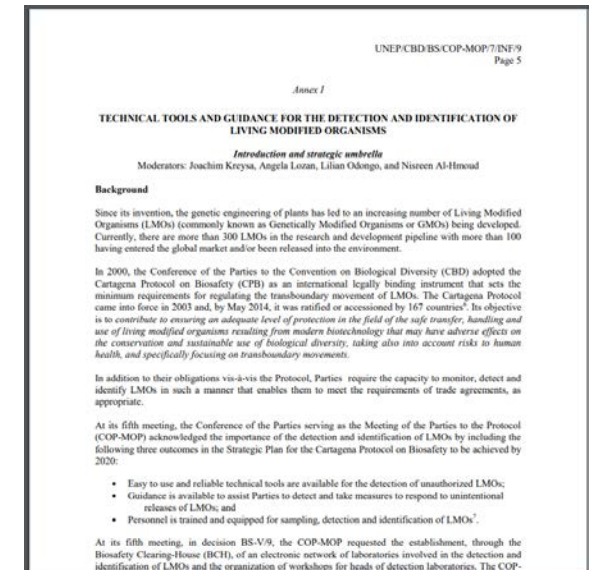 UNEP/CBD/BS/COP-MOP/7/INF/9
Page 5
Annex I
TECHNICAL TOOLS AND GUIDANCE FOR THE DETECTION AND IDENTIFICATION OF
LIVING MODIFIED ORGANISMS
Introduction and strategic umbrella
Moderators: Joachim Kreysa, Angela Lozan, Lilian Odongo, and Nisreen Al-Hmoud
Background
Since its invention, the genetic engineering of plants has led to an increasing number of Living Modified
Organisms (LMOs) (commonly known as Genetically Modified Organisms or GMOs) being developed.
Currently, there are more than 300 LMOs in the research and development pipeline with more than 100
having entered the global market and/or been released into the environment.
In 2000, the Conference of the Parties to the Convention on Biological Diversity (CBD) adopted the
Cartagena Protocol on Biosafety (CPB) as an international legally binding instrument that sets the
minimum requirements for regulating the transboundary movement of LMOs. The Cartagena Protocol
came into force in 2003 and, by May 2014, it was ratified or accessioned by 167 countries⁶. Its objective
is to contribute to ensuring an adequate level of protection in the field of the safe transfer, handling and
use of living modified organisms resulting from modern biotechnology that may have adverse effects on
the conservation and sustainable use of biological diversity, taking also into account risks to human
health, and specifically focusing on transboundary movements.
In addition to their obligations vis-à-vis the Protocol, Parties require the capacity to monitor, detect and
identify LMOs in such a manner that enables them to meet the requirements of trade agreements, as
appropriate.
At its fifth meeting, the Conference of the Parties serving as the Meeting of the Parties to the Protocol
(COP-MOP) acknowledged the importance of the detection and identification of LMOs by including the
following three outcomes in the Strategic Plan for the Cartagena Protocol on Biosafety to be achieved by
2020:
• Easy to use and reliable technical tools are available for the detection of unauthorized LMOs;
• Guidance is available to assist Parties to detect and take measures to respond to unintentional
releases of LMOs; and
• Personnel is trained and equipped for sampling, detection and identification of LMOs⁷.
At its fifth meeting, in decision BS-V/9, the COP-MOP requested the establishment, through the
Biosafety Clearing-House (BCH), of an electronic network of laboratories involved in the detection and
identification of LMOs and the organization of workshops for heads of detection laboratories. The COP-